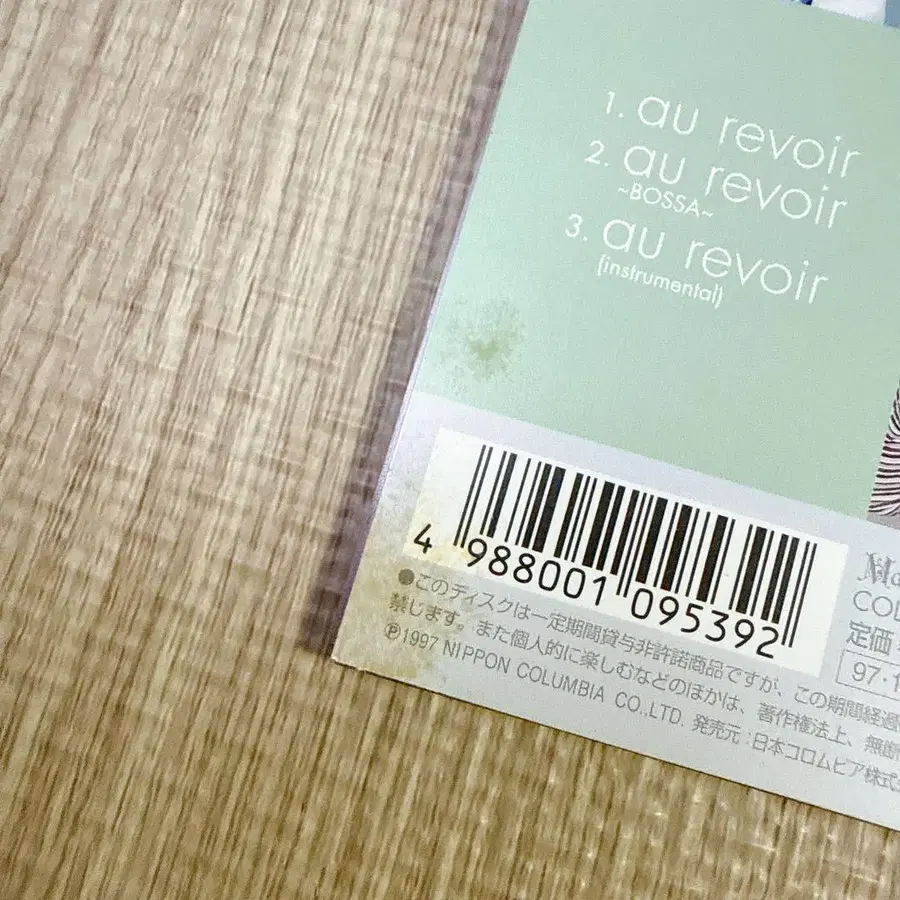 1. au revoir
2. au revoir
~BOSSA~
3. au revoir
(instrumental)
4 988001 095392
COL
定価
97・1
●このディスクは一定期間貸与非許諾商品ですが、この期間経過
禁じます。また個人的に楽しむなどのほかは、著作権法上、無断
Ⓟ1997 NIPPON COLUMBIA CO.,LTD. 発売元:日本コロムビア株式